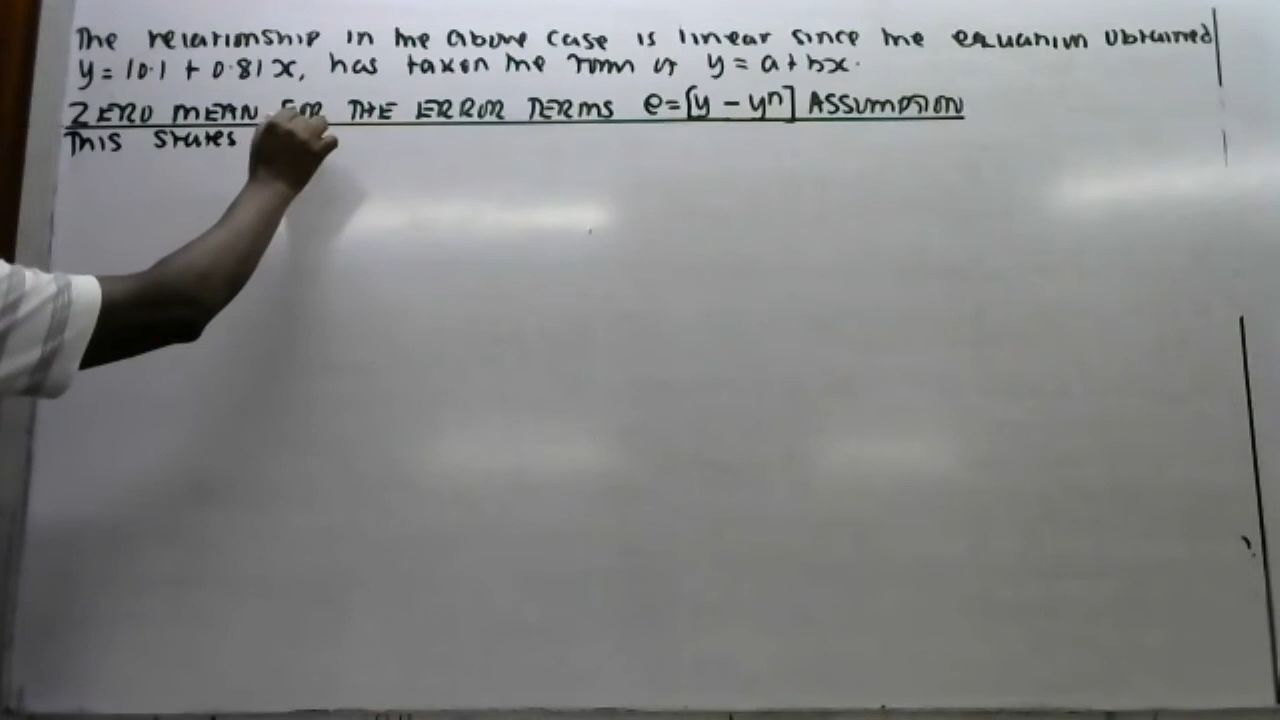 The relationship in the above case is linear since the equation obtained
y = 10.1 + 0.81x, has taken the form of y = a + bx.
ZERO MEAN FOR THE ERROR TERMS e = [y - y^] ASSUMPTION
This states